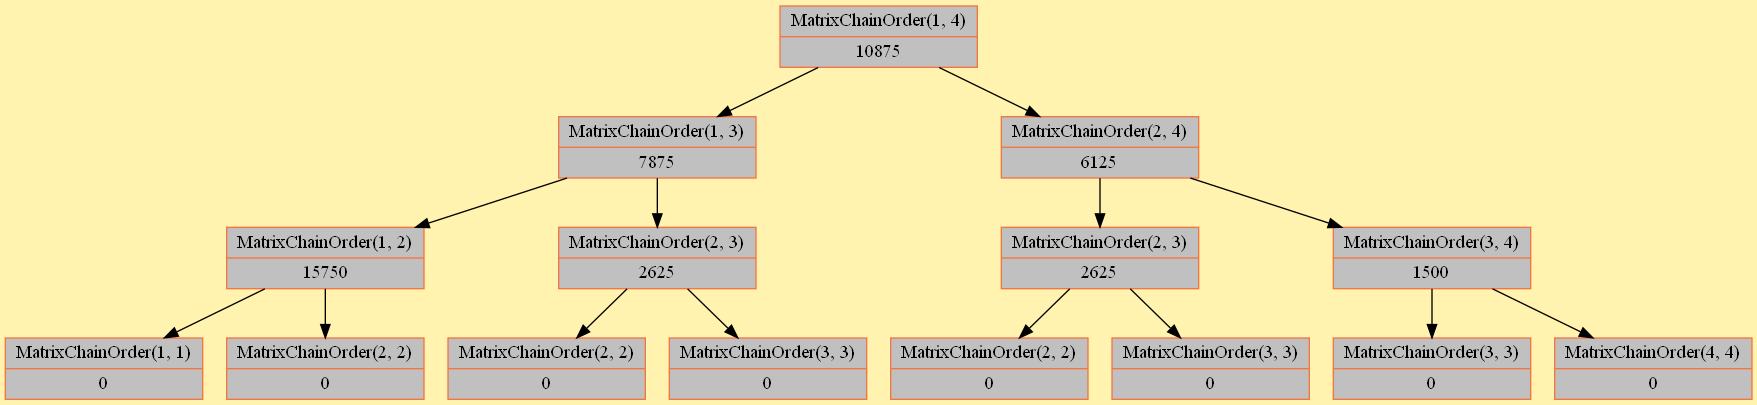 MatrixChainOrder(1, 4)
10875
MatrixChainOrder(1, 3)
7875
MatrixChainOrder(2, 4)
6125
MatrixChainOrder(1, 2)
15750
MatrixChainOrder(2, 3)
2625
MatrixChainOrder(2, 3)
2625
MatrixChainOrder(3, 4)
1500
MatrixChainOrder(1, 1)
0
MatrixChainOrder(2, 2)
0
MatrixChainOrder(2, 2)
0
MatrixChainOrder(3, 3)
0
MatrixChainOrder(2, 2)
0
MatrixChainOrder(3, 3)
0
MatrixChainOrder(3, 3)
0
MatrixChainOrder(4, 4)
0